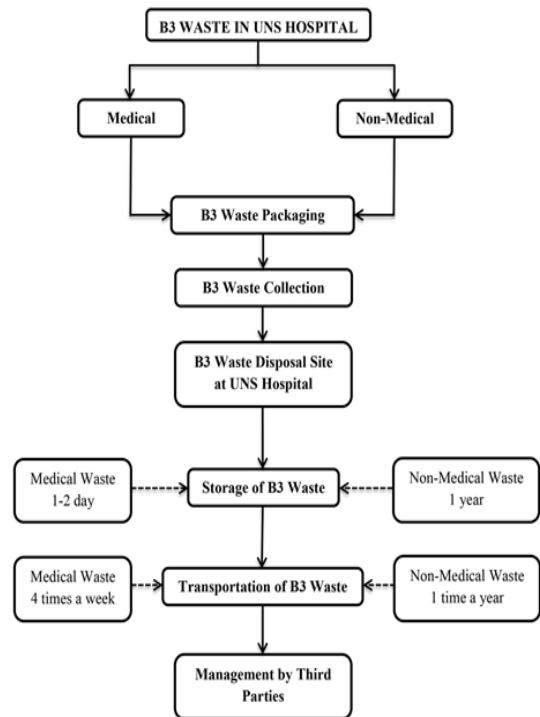 B3 WASTE IN UNS HOSPITAL
Medical
Non-Medical
B3 Waste Packaging
B3 Waste Collection
B3 Waste Disposal Site
at UNS Hospital
Medical Waste
1-2 day
Storage of B3 Waste
Non-Medical Waste
1 year
Medical Waste
4 times a week
Transportation of B3 Waste
Non-Medical Waste
1 time a year
Management by Third
Parties